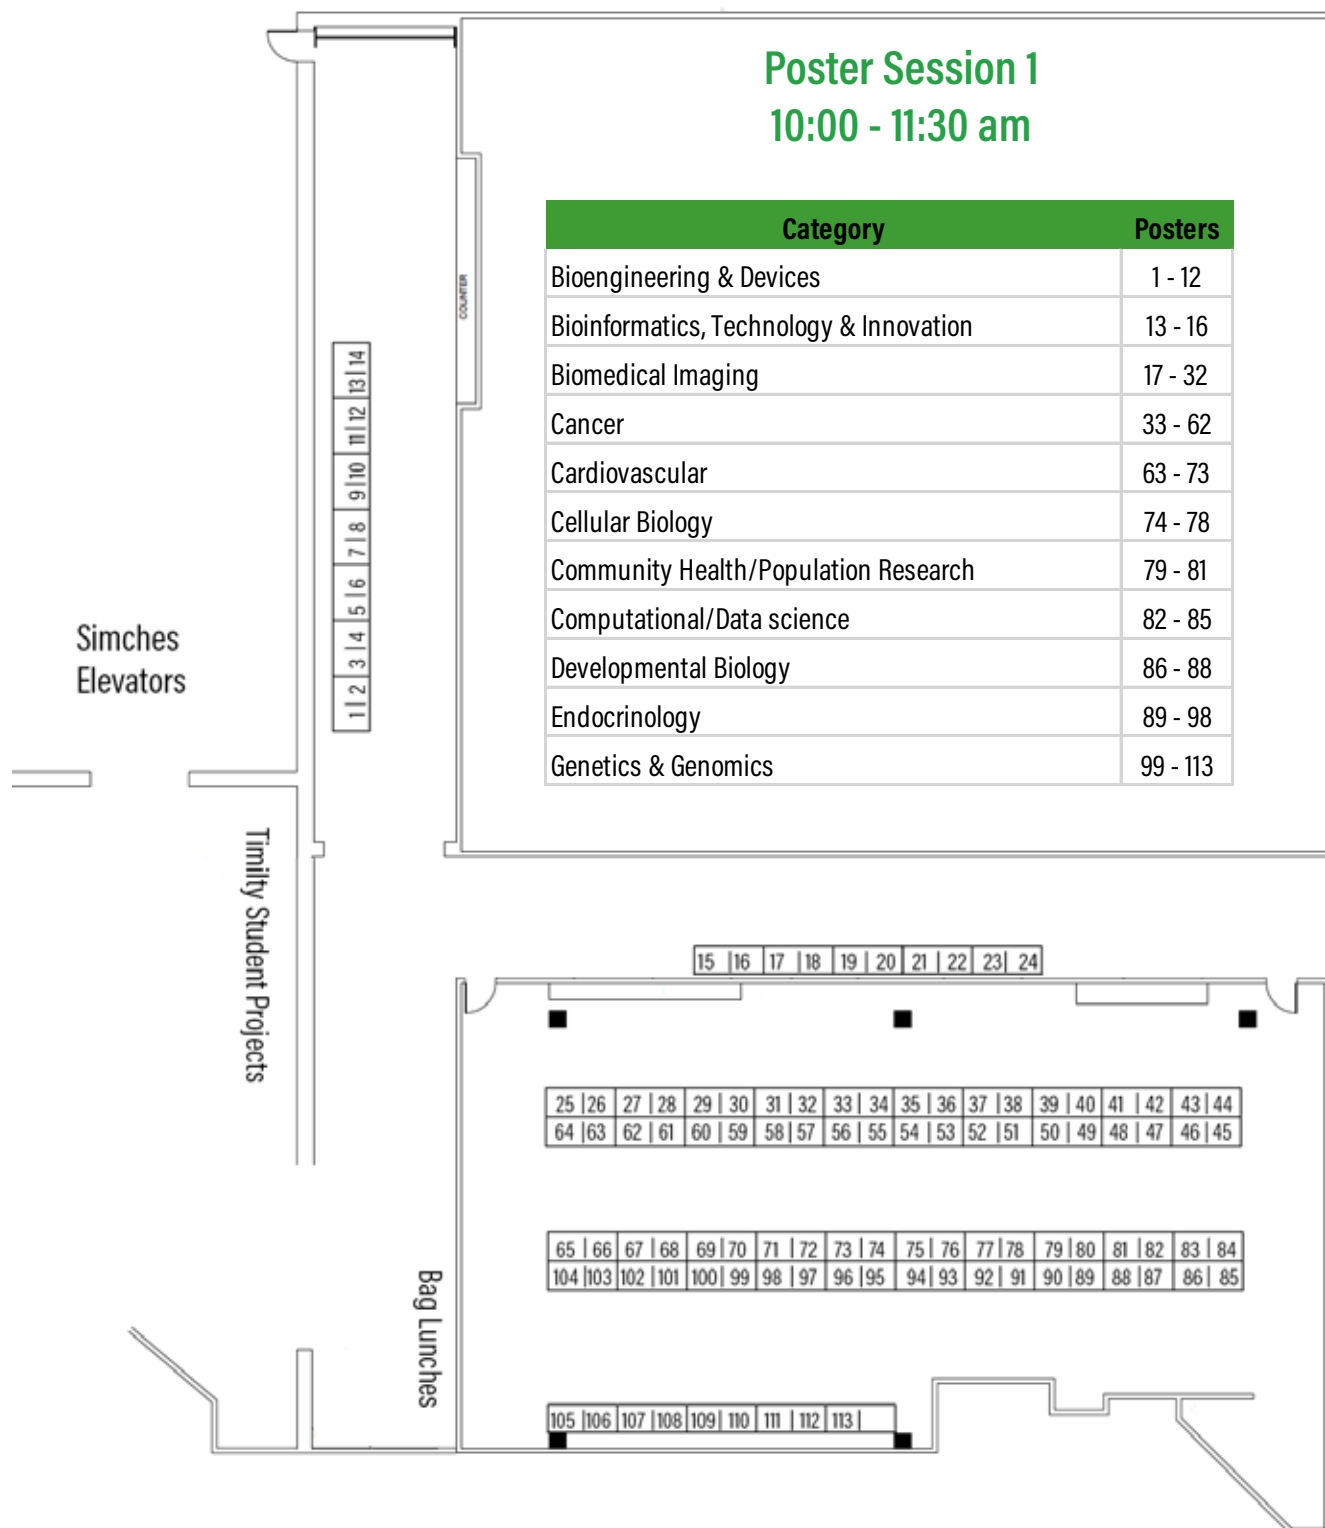 Poster Session 1
10:00 - 11:30 am
Category Posters
Bioengineering & Devices 1 - 12
Bioinformatics, Technology & Innovation 13 - 16
Biomedical Imaging 17 - 32
Cancer 33 - 62
Cardiovascular 63 - 73
Cellular Biology 74 - 78
Community Health/Population Research 79 - 81
Computational/Data science 82 - 85
Developmental Biology 86 - 88
Endocrinology 89 - 98
Genetics & Genomics 99 - 113
COUNTER
1 | 2 3 | 4 5 | 6 7 | 8 9 | 10 11 | 12 13 | 14
Simches
Elevators
Timilty Student Projects
15 | 16 17 | 18 19 | 20 21 | 22 23 | 24
25 | 26 27 | 28 29 | 30 31 | 32 33 | 34 35 | 36 37 | 38 39 | 40 41 | 42 43 | 44
64 | 63 62 | 61 60 | 59 58 | 57 56 | 55 54 | 53 52 | 51 50 | 49 48 | 47 46 | 45
65 | 66 67 | 68 69 | 70 71 | 72 73 | 74 75 | 76 77 | 78 79 | 80 81 | 82 83 | 84
104 | 103 102 | 101 100 | 99 98 | 97 96 | 95 94 | 93 92 | 91 90 | 89 88 | 87 86 | 85
Bag Lunches
105 | 106 107 | 108 109 | 110 111 | 112 113 |